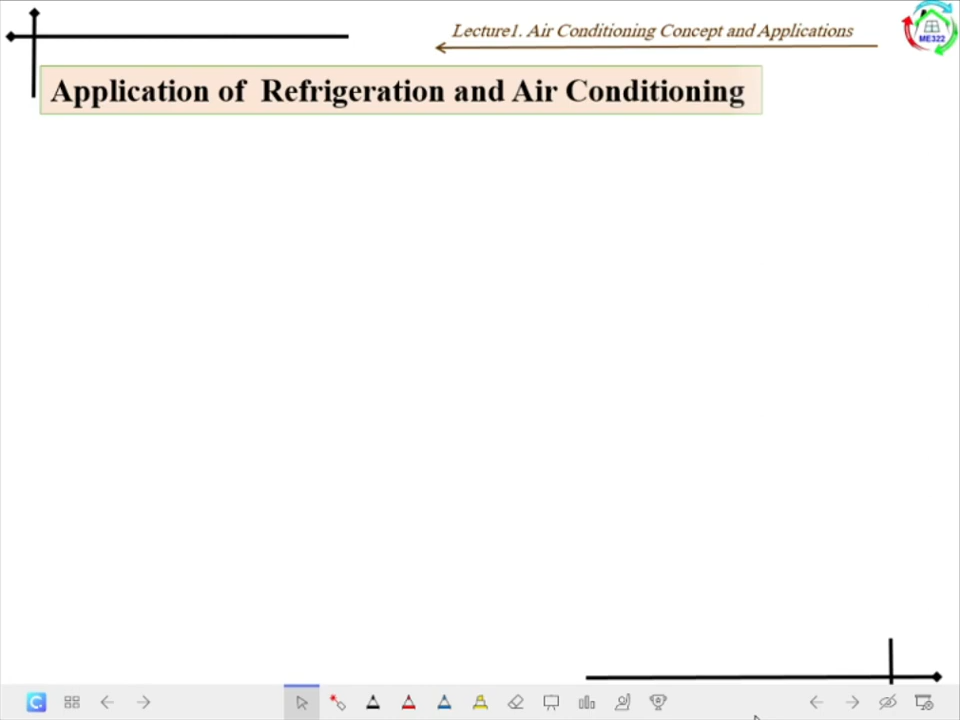 Lecture1. Air Conditioning Concept and Applications
ME322
Application of Refrigeration and Air Conditioning